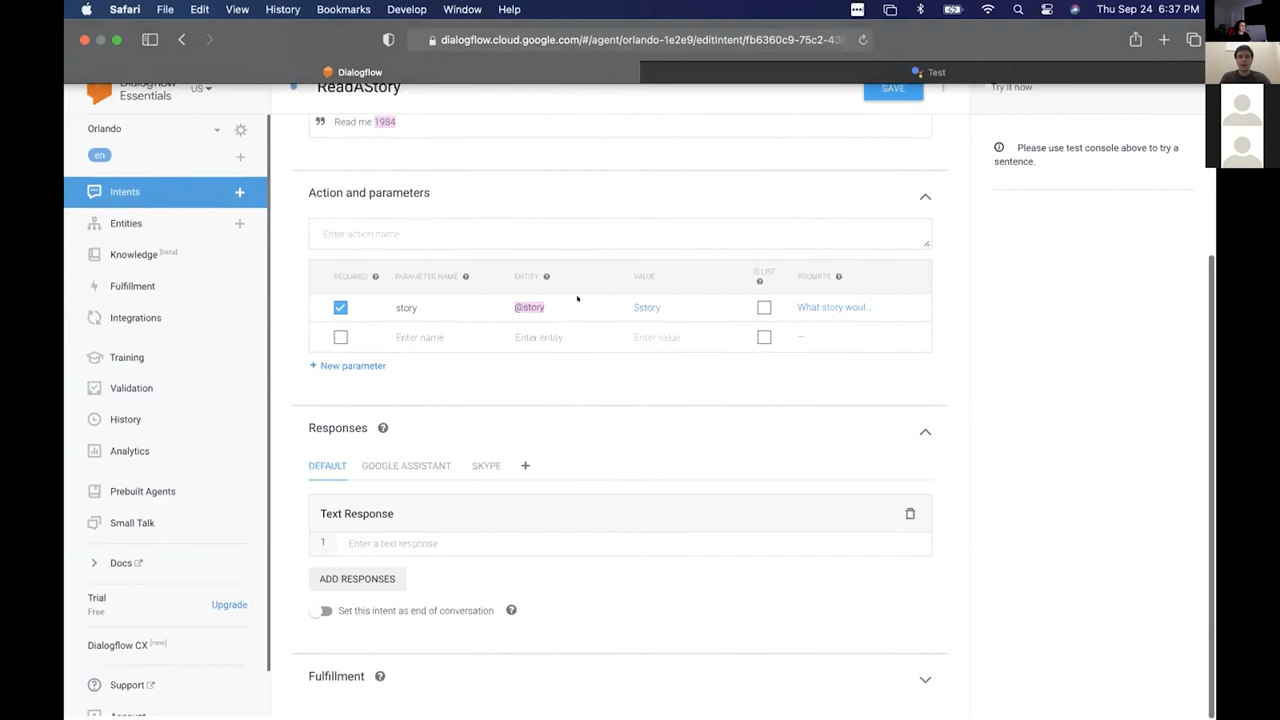 Safari File Edit View History Bookmarks Develop Window Help Thu Sep 24 6:37 PM
dialogflow.cloud.google.com/#/agent/orlando-1e2e9/editIntent/fb6360c9-75c2-43
Dialogflow
Test
Dialogflow
Essentials
US
Orlando
en
Intents
Entities
Knowledge [beta]
Fulfillment
Integrations
Training
Validation
History
Analytics
Prebuilt Agents
Small Talk
Docs
Trial
Free
Upgrade
Dialogflow CX [new]
Support
Account
ReadAStory
SAVE
Read me 1984
Action and parameters
Enter action name
REQUIRED PARAMETER NAME ENTITY VALUE IS LIST PROMPTS
story @story $story What story woul...
Enter name Enter entity Enter value —
+ New parameter
Responses
DEFAULT GOOGLE ASSISTANT SKYPE +
Text Response
1 Enter a text response
ADD RESPONSES
Set this intent as end of conversation
Fulfillment
Try it now
Please use test console above to try a
sentence.